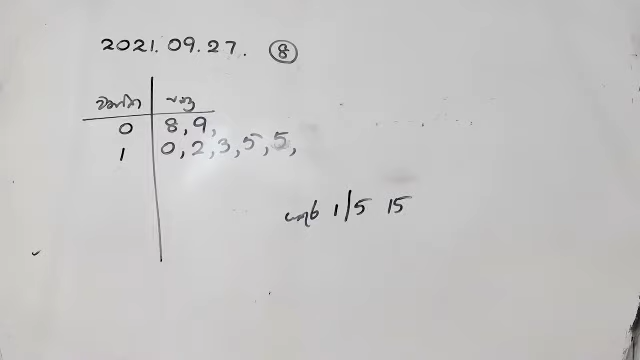 2021.09.27. 8
0 8, 9,
1 0, 2, 3, 5, 5,
1/5 15